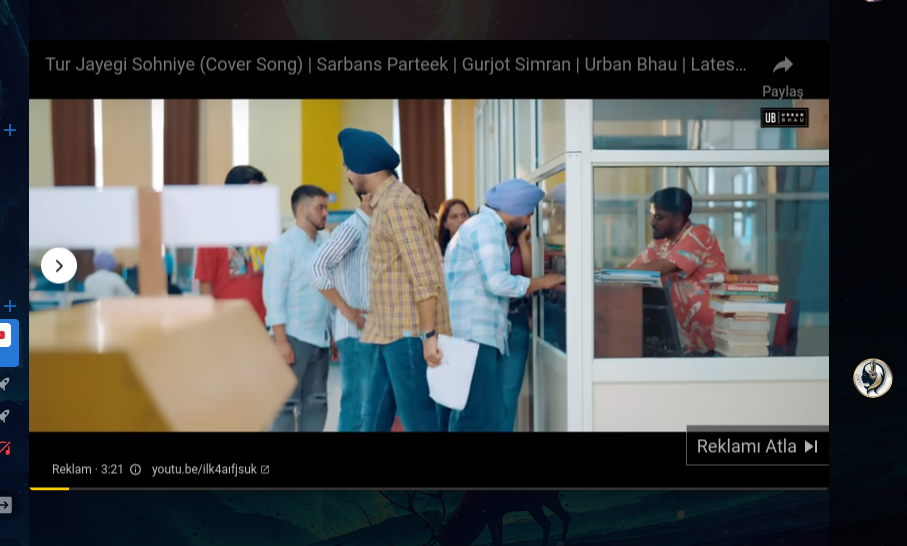 Tur Jayegi Sohniye (Cover Song) | Sarbans Parteek | Gurjot Simran | Urban Bhau | Lates...
Paylaş
UB URBAN BHAU
Reklamı Atla
Reklam · 3:21 youtu.be/ilk4aıfjsuk